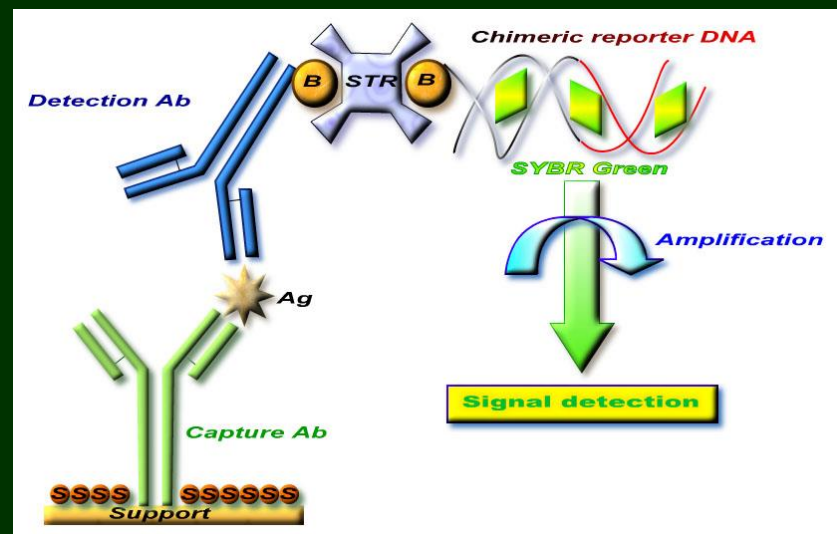 Chimeric reporter DNA
B STR B
Detection Ab
SYBR Green
Amplification
Ag
Signal detection
Capture Ab
SSSS SSSSSS
Support